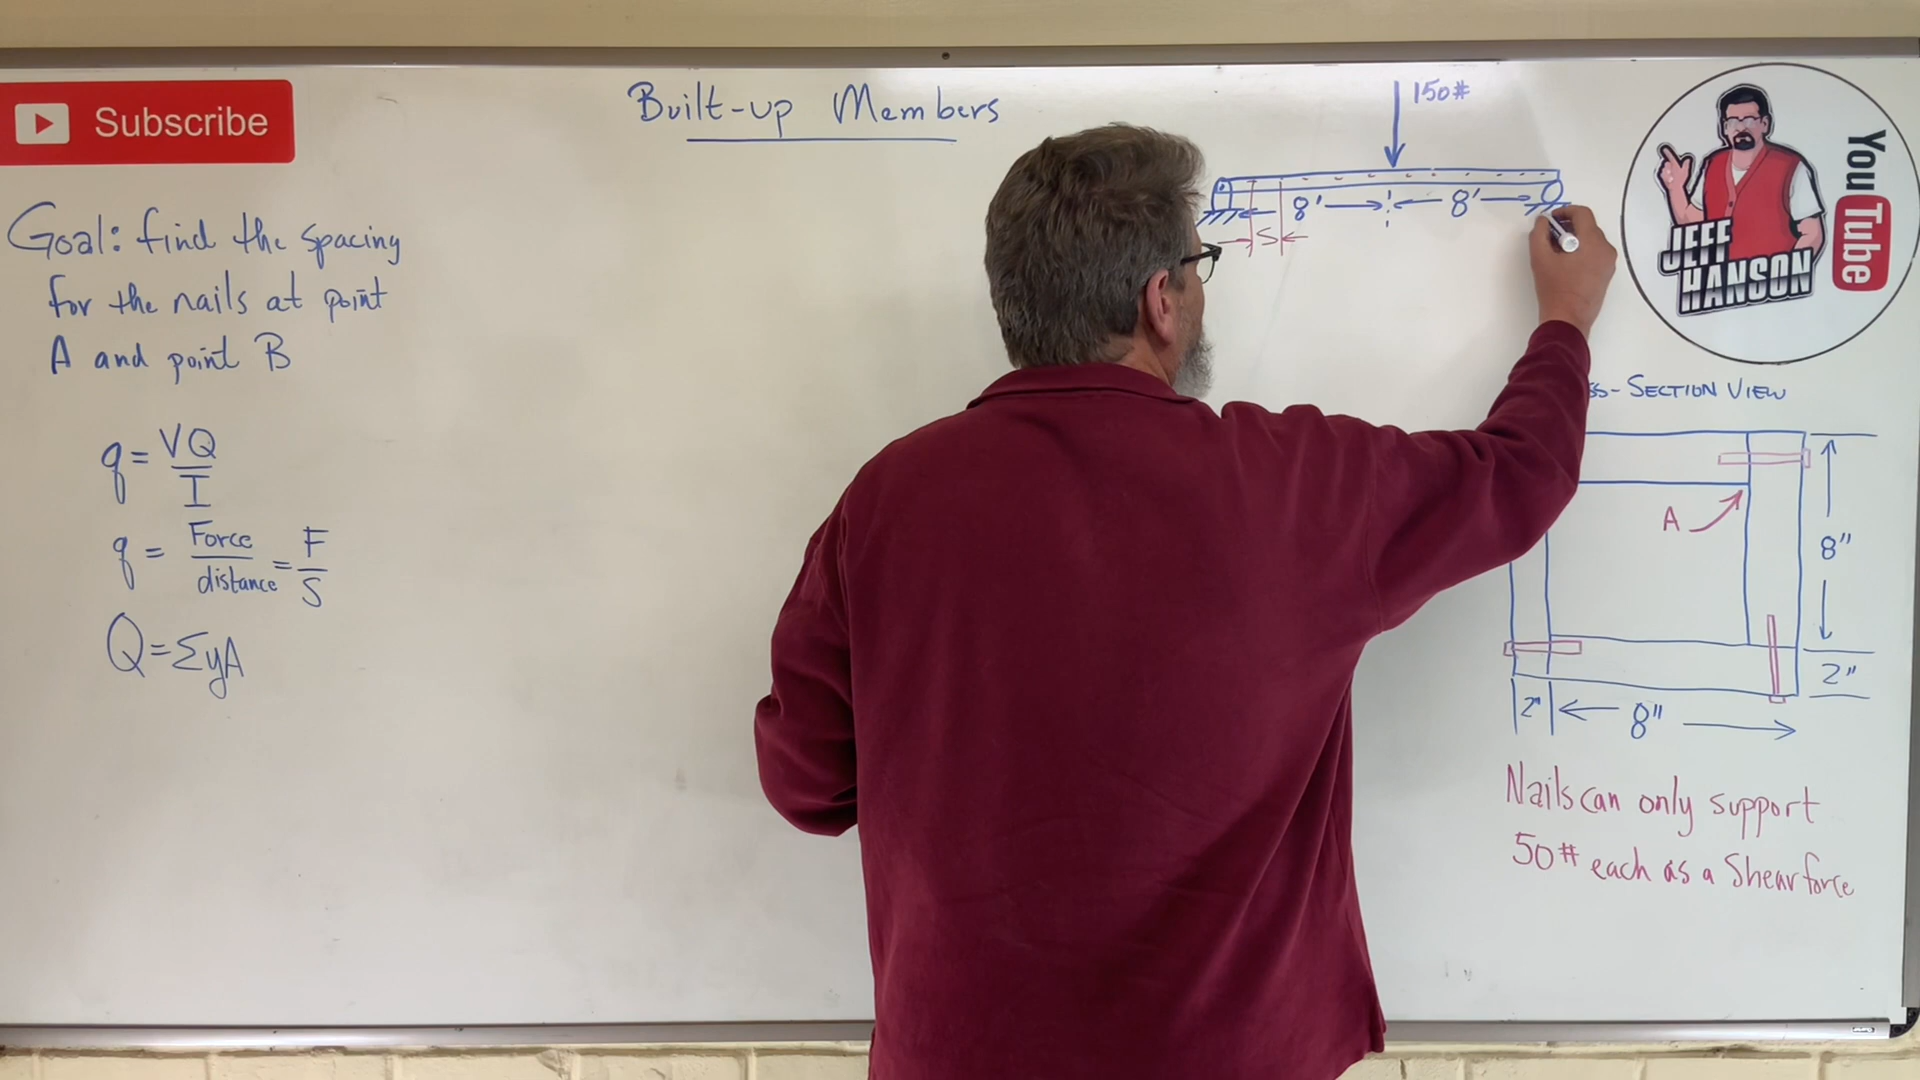 Subscribe
Built-up Members
150#
8' 8'
S
Goal: find the spacing
for the nails at point
A and point B
q = VQ
I
q = Force = F
distance S
Q = ΣyA
YouTube
JEFF
HANSON
SECTION VIEW
A
8"
2"
2" 8"
Nails can only support
50# each as a Shear force